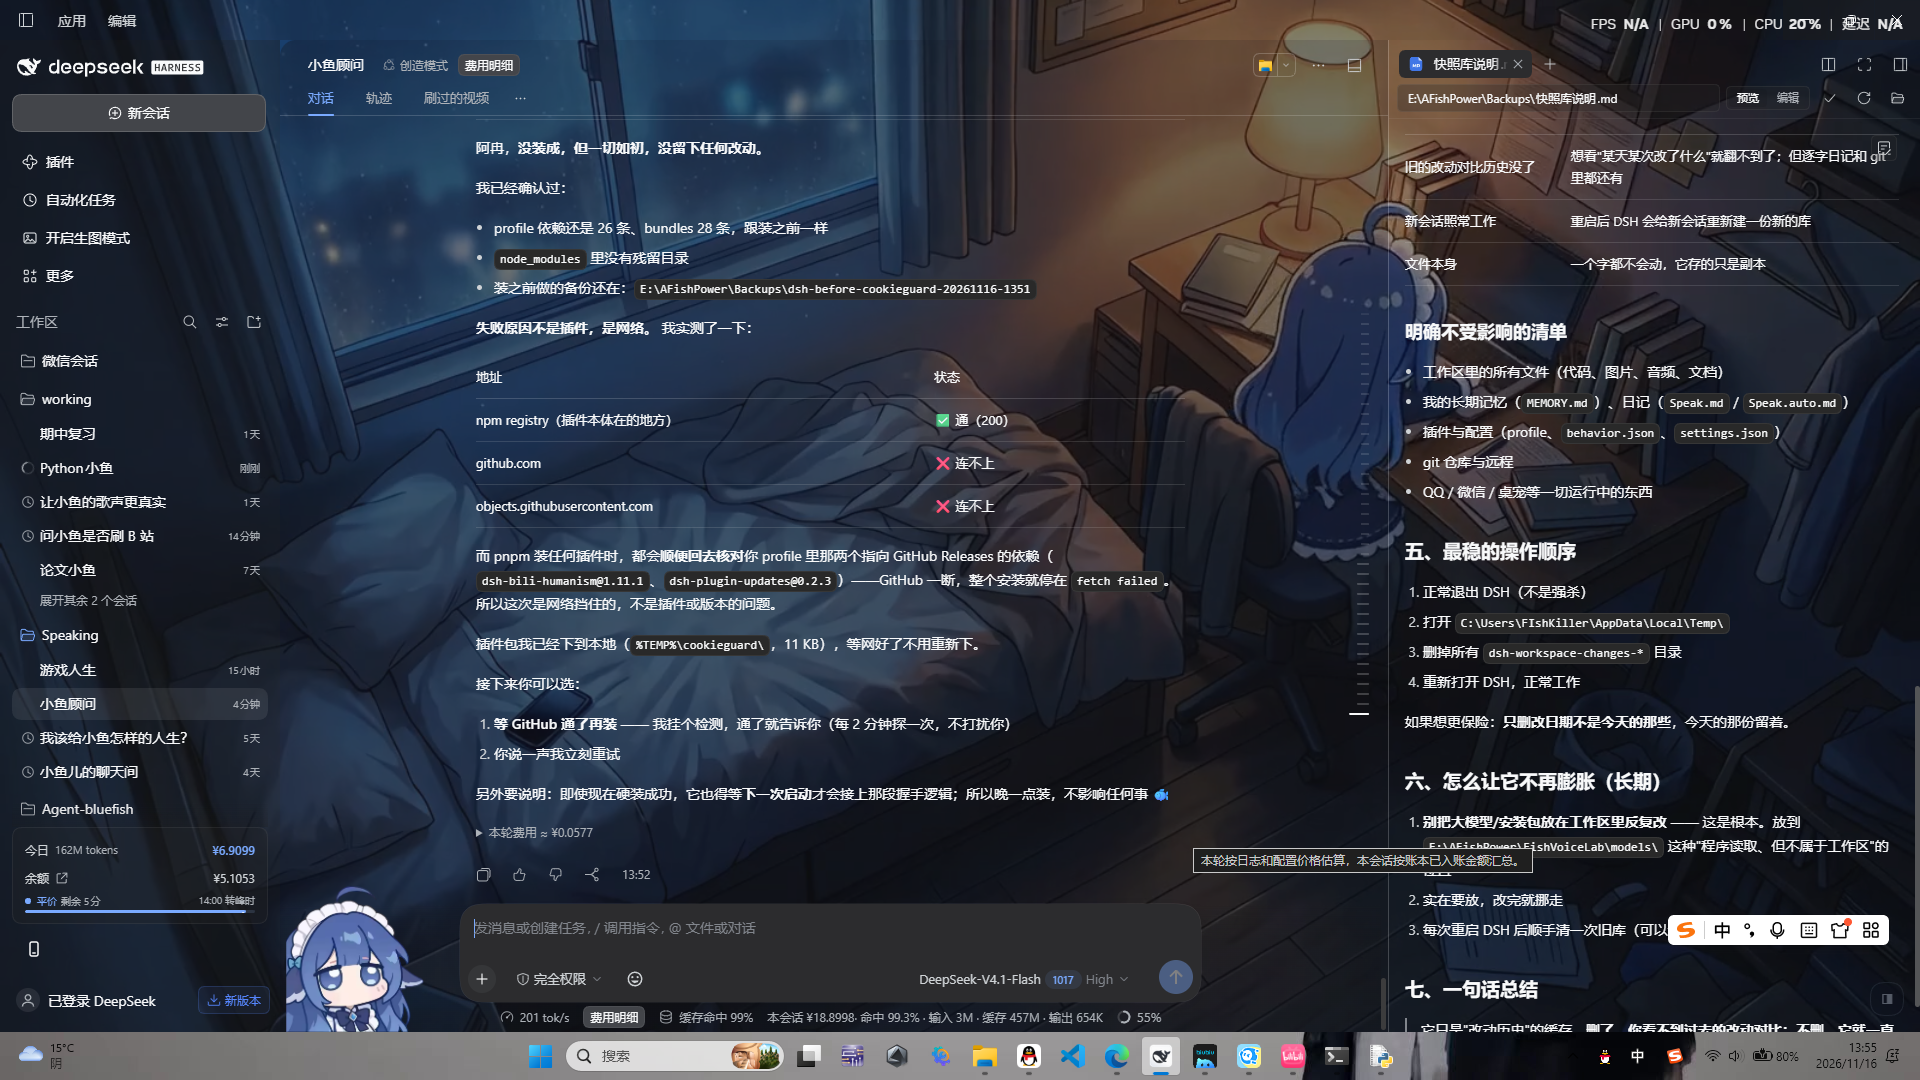 应用 编辑
FPS N/A | GPU 0% | CPU 20% | 延迟 N/A
deepseek HARNESS
新会话
插件
自动化任务
开启生图模式
更多
工作区
微信会话
working
期中复习 1天
Python小鱼 刚刚
让小鱼的歌声更真实 1天
问小鱼是否刷 B 站 14分钟
论文小鱼 7天
展开其余 2 个会话
Speaking
游戏人生 15小时
小鱼顾问 4分钟
我该给小鱼怎样的人生? 5天
小鱼儿的聊天间 4天
Agent-bluefish
今日 162M tokens ¥6.9099
余额 ¥5.1053
平价 剩余 5分 14:00 转峰时
已登录 DeepSeek 新版本
小鱼顾问 创造模式 费用明细
对话 轨迹 刷过的视频 ···
阿冉，没装成，但一切如初，没留下任何改动。
我已经确认过：
• profile 依赖还是 26 条、bundles 28 条，跟装之前一样
• node_modules 里没有残留目录
• 装之前做的备份还在： E:\AFishPower\Backups\dsh-before-cookieguard-20261116-1351
失败原因不是插件，是网络。 我实测了一下：
地址 状态
npm registry（插件本体在的地方） ✅ 通（200）
github.com ❌ 连不上
objects.githubusercontent.com ❌ 连不上
而 pnpm 装任何插件时，都会顺便回去核对你 profile 里那两个指向 GitHub Releases 的依赖（
dsh-bili-humanism@1.11.1 、 dsh-plugin-updates@0.2.3 ）——GitHub 一断，整个安装就停在 fetch failed 。
所以这次是网络挡住的，不是插件或版本的问题。
插件包我已经下到本地（ %TEMP%\cookieguard\ ，11 KB），等网好了不用重新下。
接下来你可以选：
1. 等 GitHub 通了再装 —— 我挂个检测，通了就告诉你（每 2 分钟探一次，不打扰你）
2. 你说一声我立刻重试
另外要说明：即使现在硬装成功，它也得等下一次启动才会接上那段握手逻辑；所以晚一点装，不影响任何事 🐟
▶ 本轮费用 ≈ ¥0.0577
13:52
本轮按日志和配置价格估算，本会话按账本已入账金额汇总。
发消息或创建任务, / 调用指令, @ 文件或对话
完全权限 DeepSeek-V4.1-Flash 1017 High
201 tok/s 费用明细 缓存命中 99% 本会话 ¥18.8998· 命中 99.3% · 输入 3M · 缓存 457M · 输出 654K 55%
快照库说明.
E:\AFishPower\Backups\快照库说明.md 预览 编辑
旧的改动对比历史没了 想看"某天某次改了什么"就翻不到了；但逐字日记和 git
里都还有
新会话照常工作 重启后 DSH 会给新会话重新建一份新的库
文件本身 一个字都不会动，它存的只是副本
明确不受影响的清单
• 工作区里的所有文件（代码、图片、音频、文档）
• 我的长期记忆（ MEMORY.md ）、日记（ Speak.md / Speak.auto.md ）
• 插件与配置（profile、 behavior.json 、 settings.json ）
• git 仓库与远程
• QQ / 微信 / 桌宠等一切运行中的东西
五、最稳的操作顺序
1. 正常退出 DSH（不是强杀）
2. 打开 C:\Users\FIshKiller\AppData\Local\Temp\
3. 删掉所有 dsh-workspace-changes-* 目录
4. 重新打开 DSH，正常工作
如果想更保险：只删改日期不是今天的那些，今天的那份留着。
六、怎么让它不再膨胀（长期）
1. 别把大模型/安装包放在工作区里反复改 —— 这是根本。放到
E:\AFishPower\FishVoiceLab\models\ 这种"程序读取、但不属于工作区"的
2. 实在要放，改完就挪走
3. 每次重启 DSH 后顺手清一次旧库（可以
七、一句话总结
它只是"改动历史"的缓存。删了，你看不到过去的改动对比；不删，它就一直
中
15°C
阴
搜索
中
80%
13:55
2026/11/16